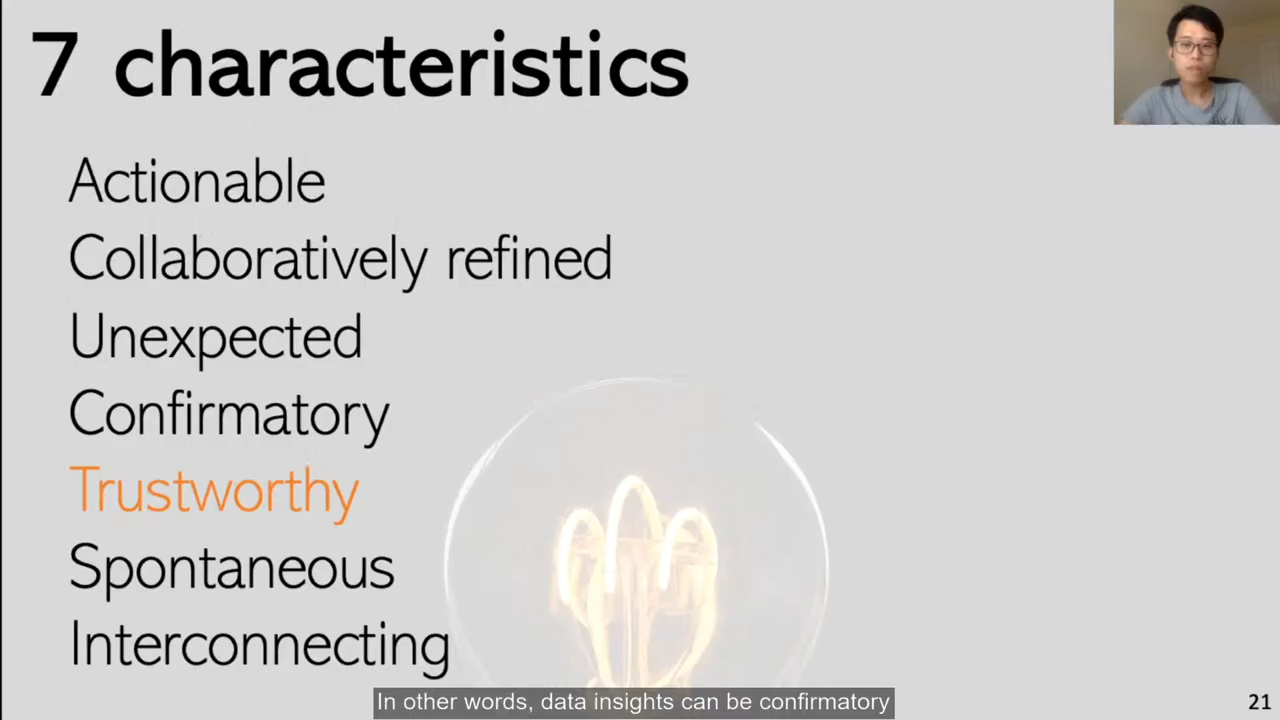 7 characteristics
Actionable
Collaboratively refined
Unexpected
Confirmatory
Trustworthy
Spontaneous
Interconnecting
In other words, data insights can be confirmatory
21